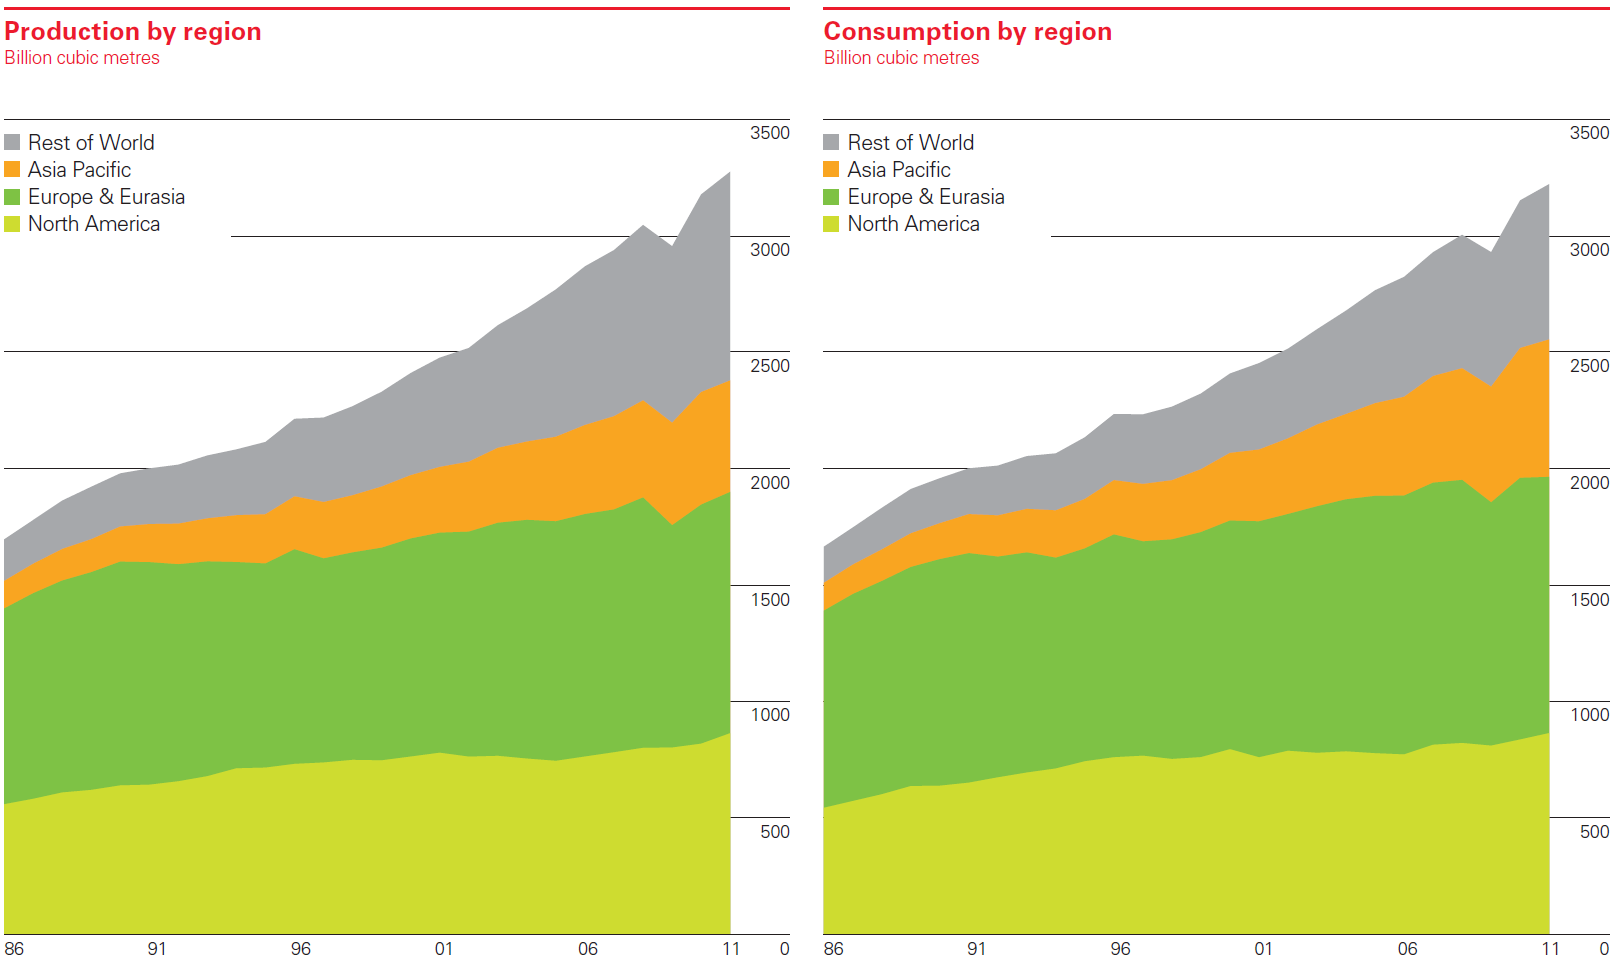 Production by region
Billion cubic metres
Rest of World
Asia Pacific
Europe & Eurasia
North America
3500
3000
2500
2000
1500
1000
500
86 91 96 01 06 11 0
Consumption by region
Billion cubic metres
Rest of World
Asia Pacific
Europe & Eurasia
North America
3500
3000
2500
2000
1500
1000
500
86 91 96 01 06 11 0